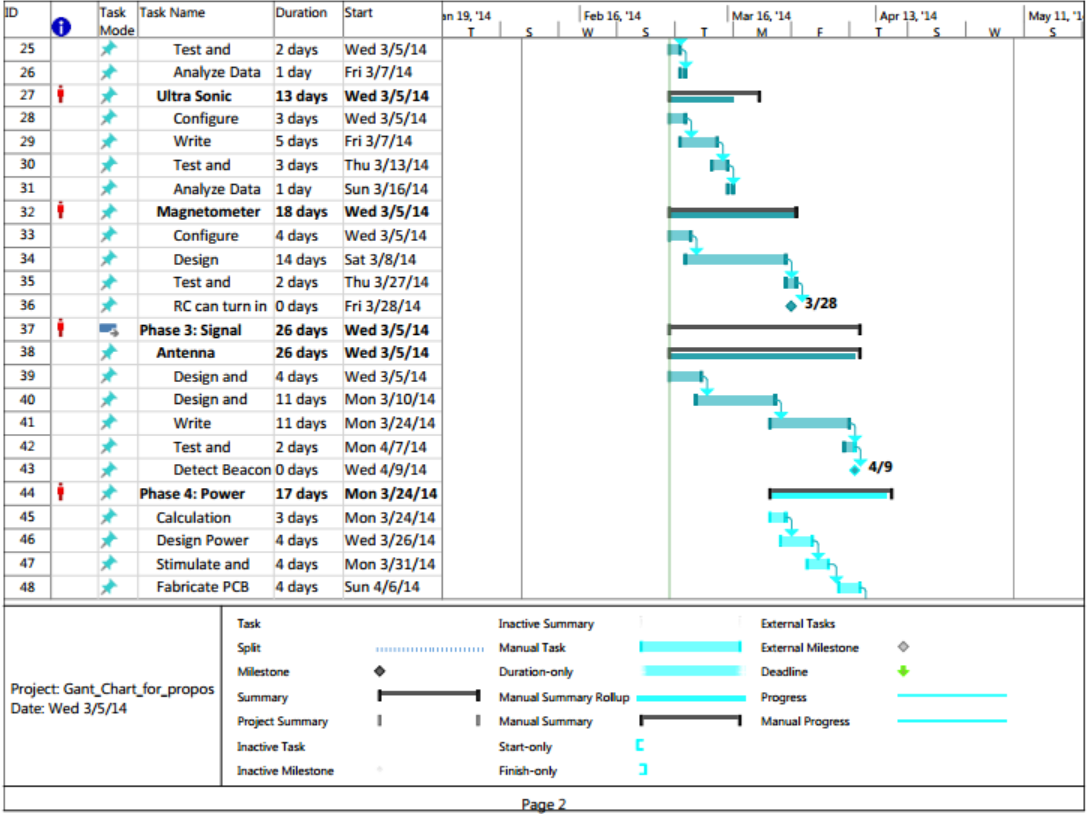 ID Task Mode Task Name Duration Start an 19, '14 Feb 16, '14 Mar 16, '14 Apr 13, '14 May 11, '1
T S W S T M F T S W S
25 Test and 2 days Wed 3/5/14
26 Analyze Data 1 day Fri 3/7/14
27 Ultra Sonic 13 days Wed 3/5/14
28 Configure 3 days Wed 3/5/14
29 Write 5 days Fri 3/7/14
30 Test and 3 days Thu 3/13/14
31 Analyze Data 1 day Sun 3/16/14
32 Magnetometer 18 days Wed 3/5/14
33 Configure 4 days Wed 3/5/14
34 Design 14 days Sat 3/8/14
35 Test and 2 days Thu 3/27/14
36 RC can turn in 0 days Fri 3/28/14 3/28
37 Phase 3: Signal 26 days Wed 3/5/14
38 Antenna 26 days Wed 3/5/14
39 Design and 4 days Wed 3/5/14
40 Design and 11 days Mon 3/10/14
41 Write 11 days Mon 3/24/14
42 Test and 2 days Mon 4/7/14
43 Detect Beacon 0 days Wed 4/9/14 4/9
44 Phase 4: Power 17 days Mon 3/24/14
45 Calculation 3 days Mon 3/24/14
46 Design Power 4 days Wed 3/26/14
47 Stimulate and 4 days Mon 3/31/14
48 Fabricate PCB 4 days Sun 4/6/14
Project: Gant_Chart_for_propos
Date: Wed 3/5/14
Task Inactive Summary External Tasks
Split Manual Task External Milestone
Milestone Duration-only Deadline
Summary Manual Summary Rollup Progress
Project Summary Manual Summary Manual Progress
Inactive Task Start-only
Inactive Milestone Finish-only
Page 2